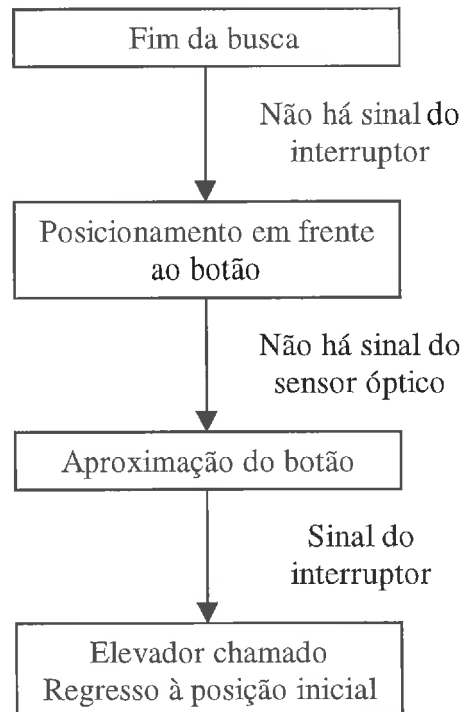 Fim da busca
Não há sinal do
interruptor
Posicionamento em frente
ao botão
Não há sinal do
sensor óptico
Aproximação do botão
Sinal do
interruptor
Elevador chamado
Regresso à posição inicial